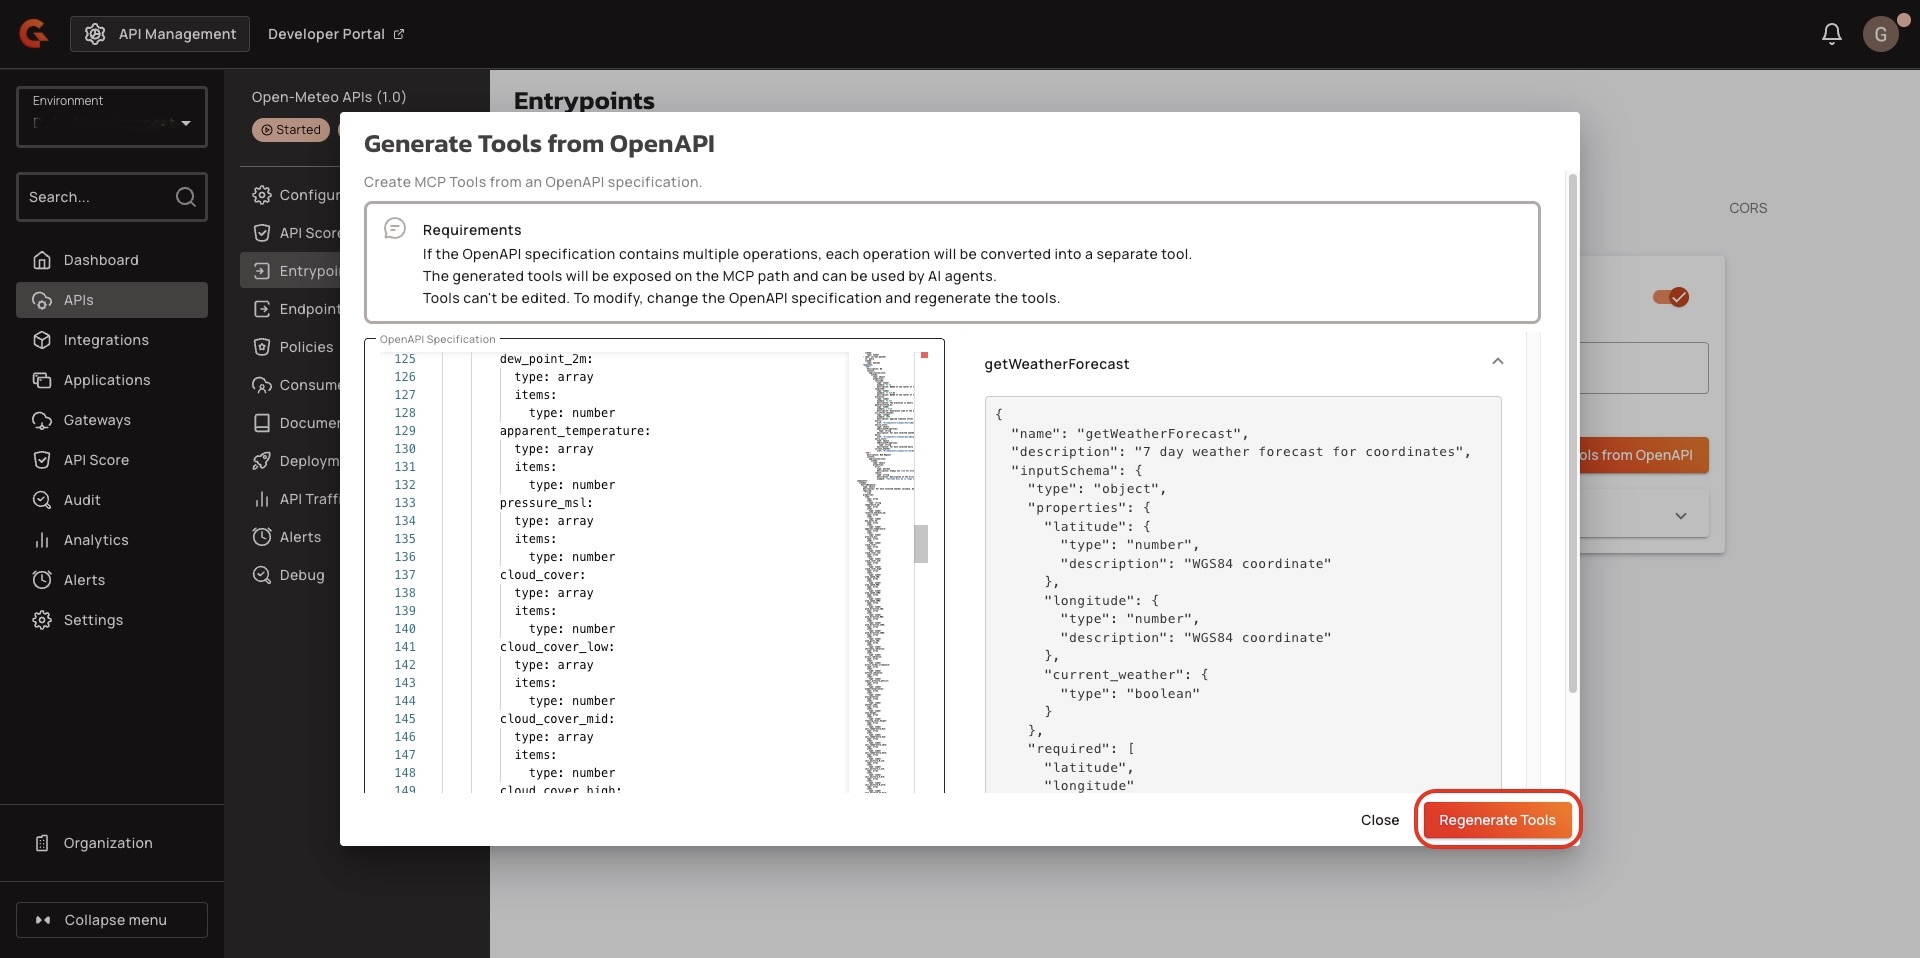 API Management
Developer Portal
G
Environment
Search...
Dashboard
APIs
Integrations
Applications
Gateways
API Score
Audit
Analytics
Alerts
Settings
Organization
Collapse menu
Open-Meteo APIs (1.0)
Started
Configur
API Score
Entrypoi
Endpoint
Policies
Consume
Documer
Deploym
API Traff
Alerts
Debug
Entrypoints
CORS
ols from OpenAPI
Generate Tools from OpenAPI
Create MCP Tools from an OpenAPI specification.
Requirements
If the OpenAPI specification contains multiple operations, each operation will be converted into a separate tool.
The generated tools will be exposed on the MCP path and can be used by AI agents.
Tools can't be edited. To modify, change the OpenAPI specification and regenerate the tools.
OpenAPI Specification
125 dew_point_2m:
126 type: array
127 items:
128 type: number
129 apparent_temperature:
130 type: array
131 items:
132 type: number
133 pressure_msl:
134 type: array
135 items:
136 type: number
137 cloud_cover:
138 type: array
139 items:
140 type: number
141 cloud_cover_low:
142 type: array
143 items:
144 type: number
145 cloud_cover_mid:
146 type: array
147 items:
148 type: number
149 cloud_cover_high:
getWeatherForecast
{
"name": "getWeatherForecast",
"description": "7 day weather forecast for coordinates",
"inputSchema": {
"type": "object",
"properties": {
"latitude": {
"type": "number",
"description": "WGS84 coordinate"
},
"longitude": {
"type": "number",
"description": "WGS84 coordinate"
},
"current_weather": {
"type": "boolean"
}
},
"required": [
"latitude",
"longitude"
Close
Regenerate Tools